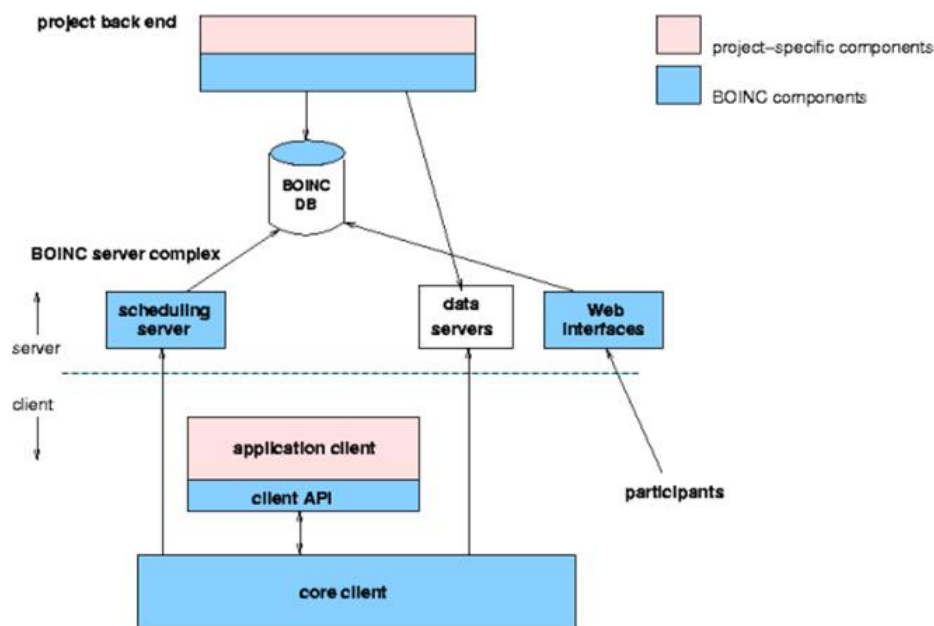 project back end
project–specific components
BOINC components
BOINC
DB
BOINC server complex
scheduling
server
data
servers
Web
interfaces
server
client
application client
client API
participants
core client